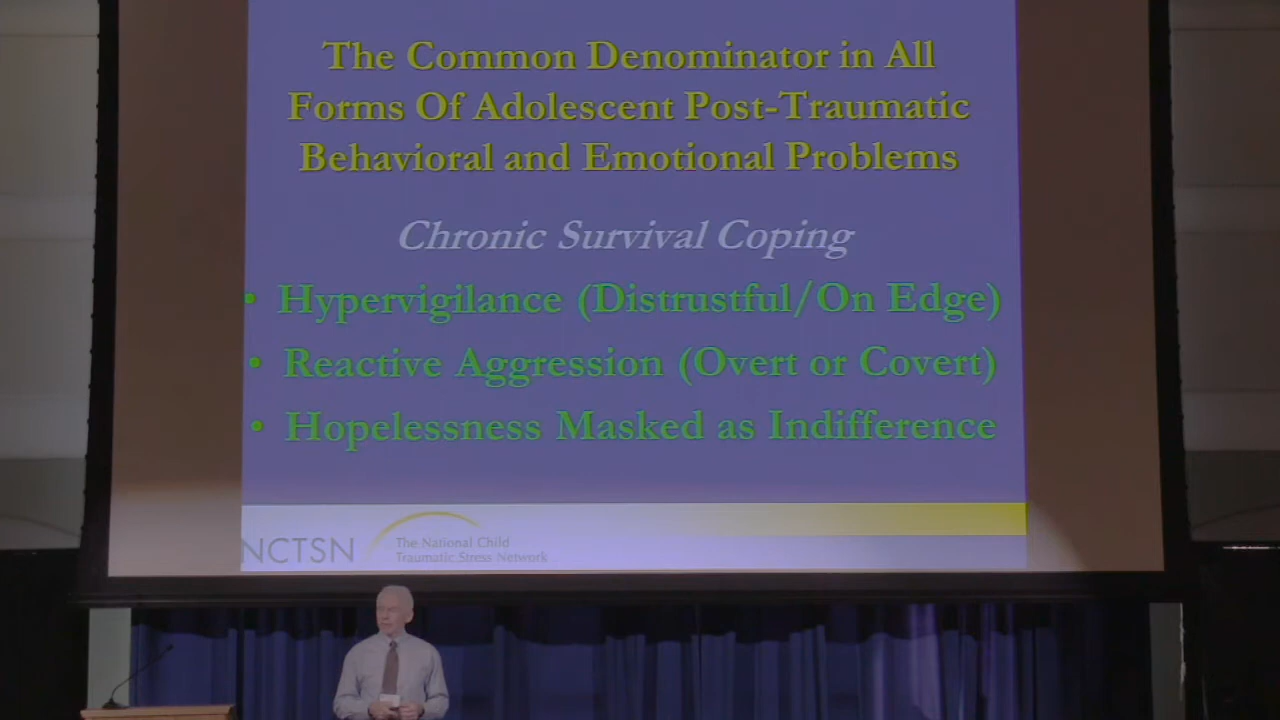 The Common Denominator in All
Forms Of Adolescent Post-Traumatic
Behavioral and Emotional Problems
Chronic Survival Coping
• Hypervigilance (Distrustful/On Edge)
• Reactive Aggression (Overt or Covert)
• Hopelessness Masked as Indifference
NCTSN
The National Child
Traumatic Stress Network